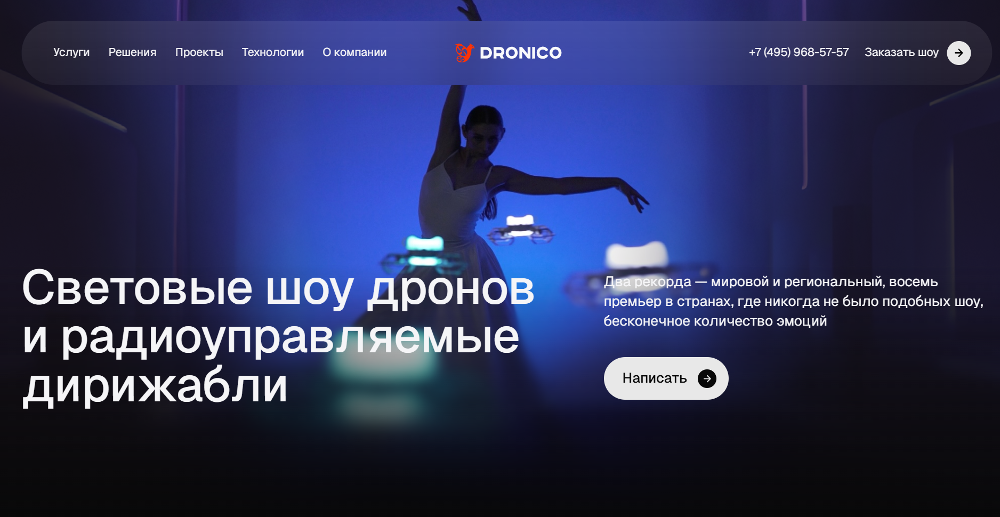 Услуги Решения Проекты Технологии О компании DRONICO +7 (495) 968-57-57 Заказать шоу
Световые шоу дронов
и радиоуправляемые
дирижабли
Два рекорда — мировой и региональный, восемь
премьер в странах, где никогда не было подобных шоу,
бесконечное количество эмоций
Написать